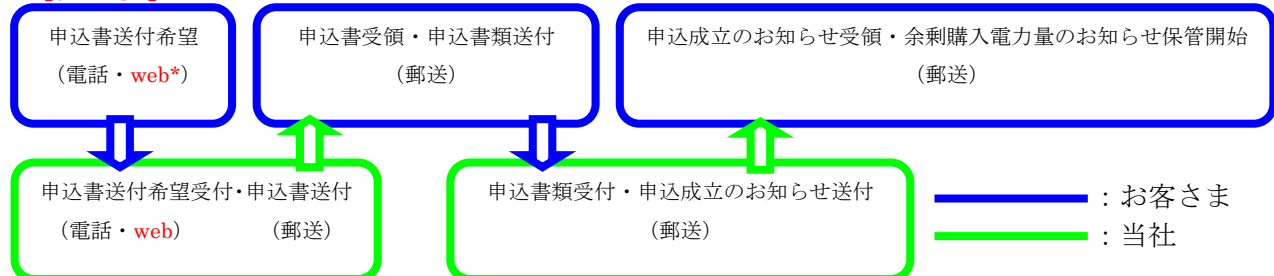 申込書送付希望
（電話・web*）
申込書受領・申込書類送付
（郵送）
申込成立のお知らせ受領・余剰購入電力量のお知らせ保管開始
（郵送）
申込書送付希望受付・申込書送付
（電話・web）　（郵送）
申込書類受付・申込成立のお知らせ送付
（郵送）
：お客さま
：当社